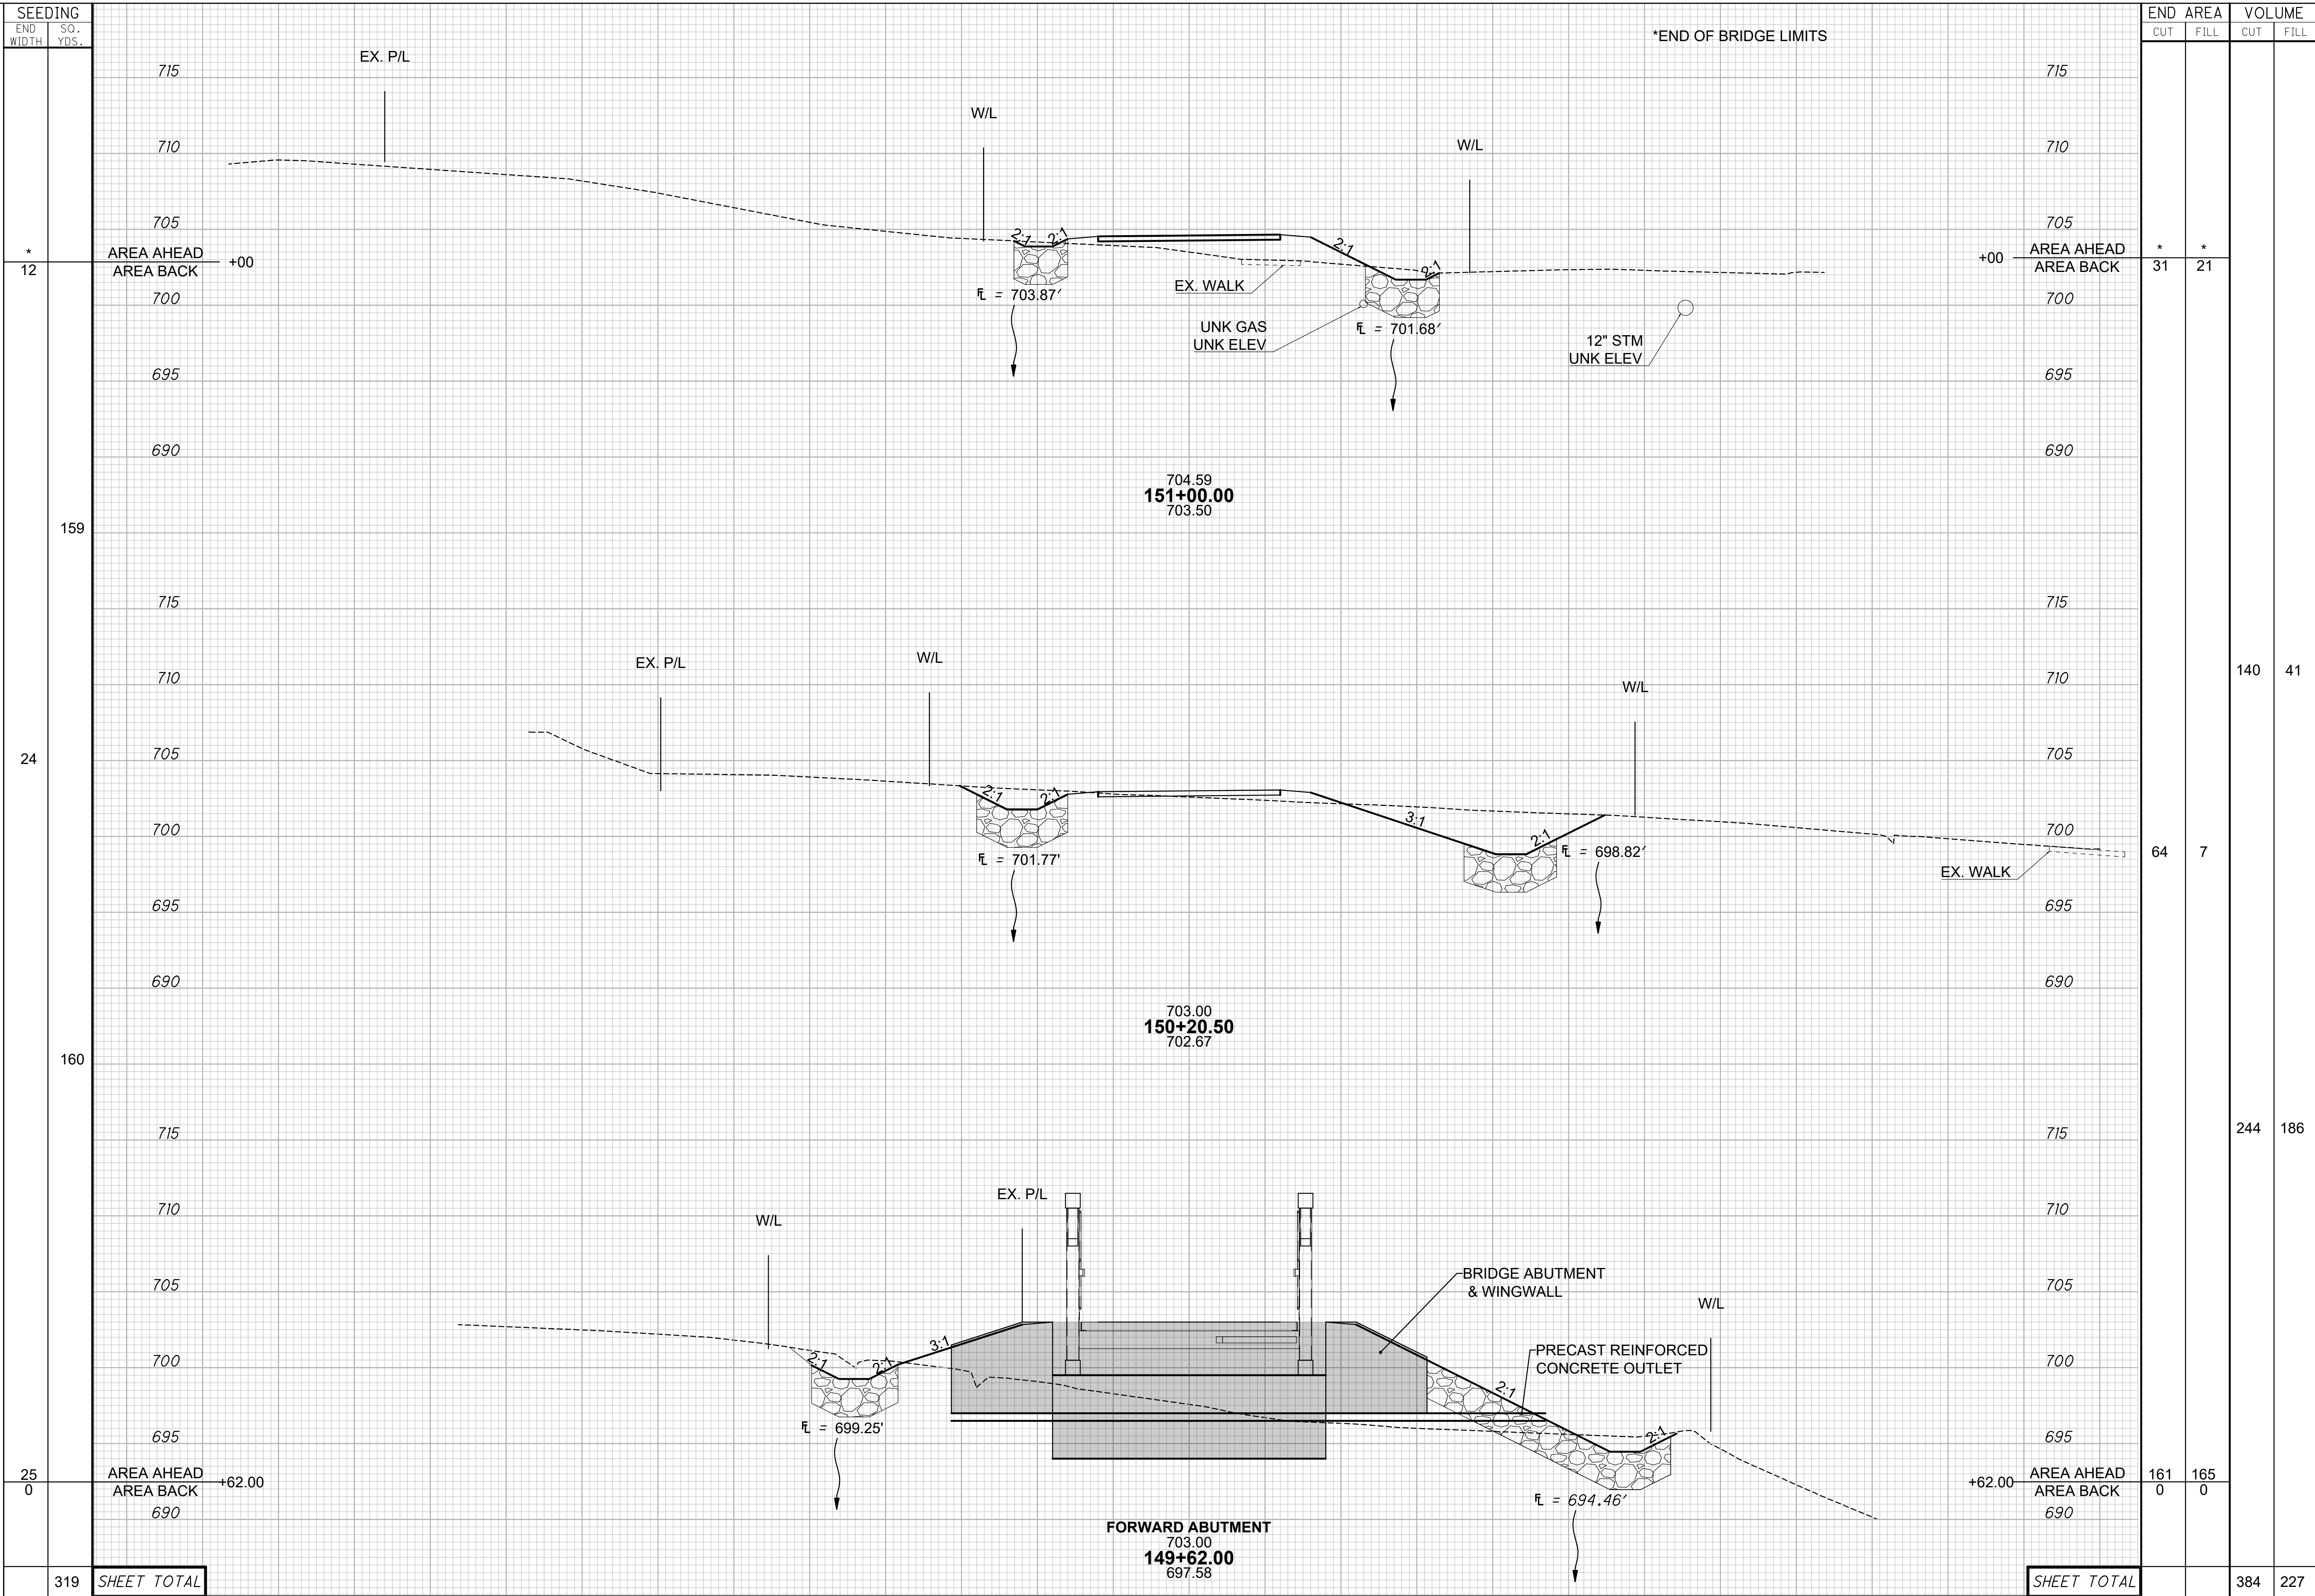 SEEDING
END WIDTH
SQ. YDS.
END AREA
VOLUME
CUT
FILL
CUT
FILL
*END OF BRIDGE LIMITS
EX. P/L
W/L
W/L
715
715
710
710
705
705
2:1
2:1
2:1
2:1
*
12
AREA AHEAD
AREA BACK
+00
+00
AREA AHEAD
AREA BACK
*
31
*
21
EX. WALK
700
700
℄ = 703.87'
UNK GAS
UNK ELEV
℄ = 701.68'
12" STM
UNK ELEV
695
695
690
690
704.59
151+00.00
703.50
159
715
715
EX. P/L
W/L
W/L
710
710
140
41
24
705
705
2:1
2:1
3:1
2:1
700
700
℄ = 701.77'
℄ = 698.82'
64
7
EX. WALK
695
695
690
690
703.00
150+20.50
702.67
160
715
715
244
186
EX. P/L
W/L
W/L
710
710
705
705
BRIDGE ABUTMENT
& WINGWALL
3:1
2:1
2:1
PRECAST REINFORCED
CONCRETE OUTLET
700
700
2:1
2:1
℄ = 699.25'
695
695
25
0
AREA AHEAD
AREA BACK
+62.00
+62.00
AREA AHEAD
AREA BACK
161
0
165
0
℄ = 694.46'
690
690
FORWARD ABUTMENT
703.00
149+62.00
697.58
319
SHEET TOTAL
SHEET TOTAL
384
227